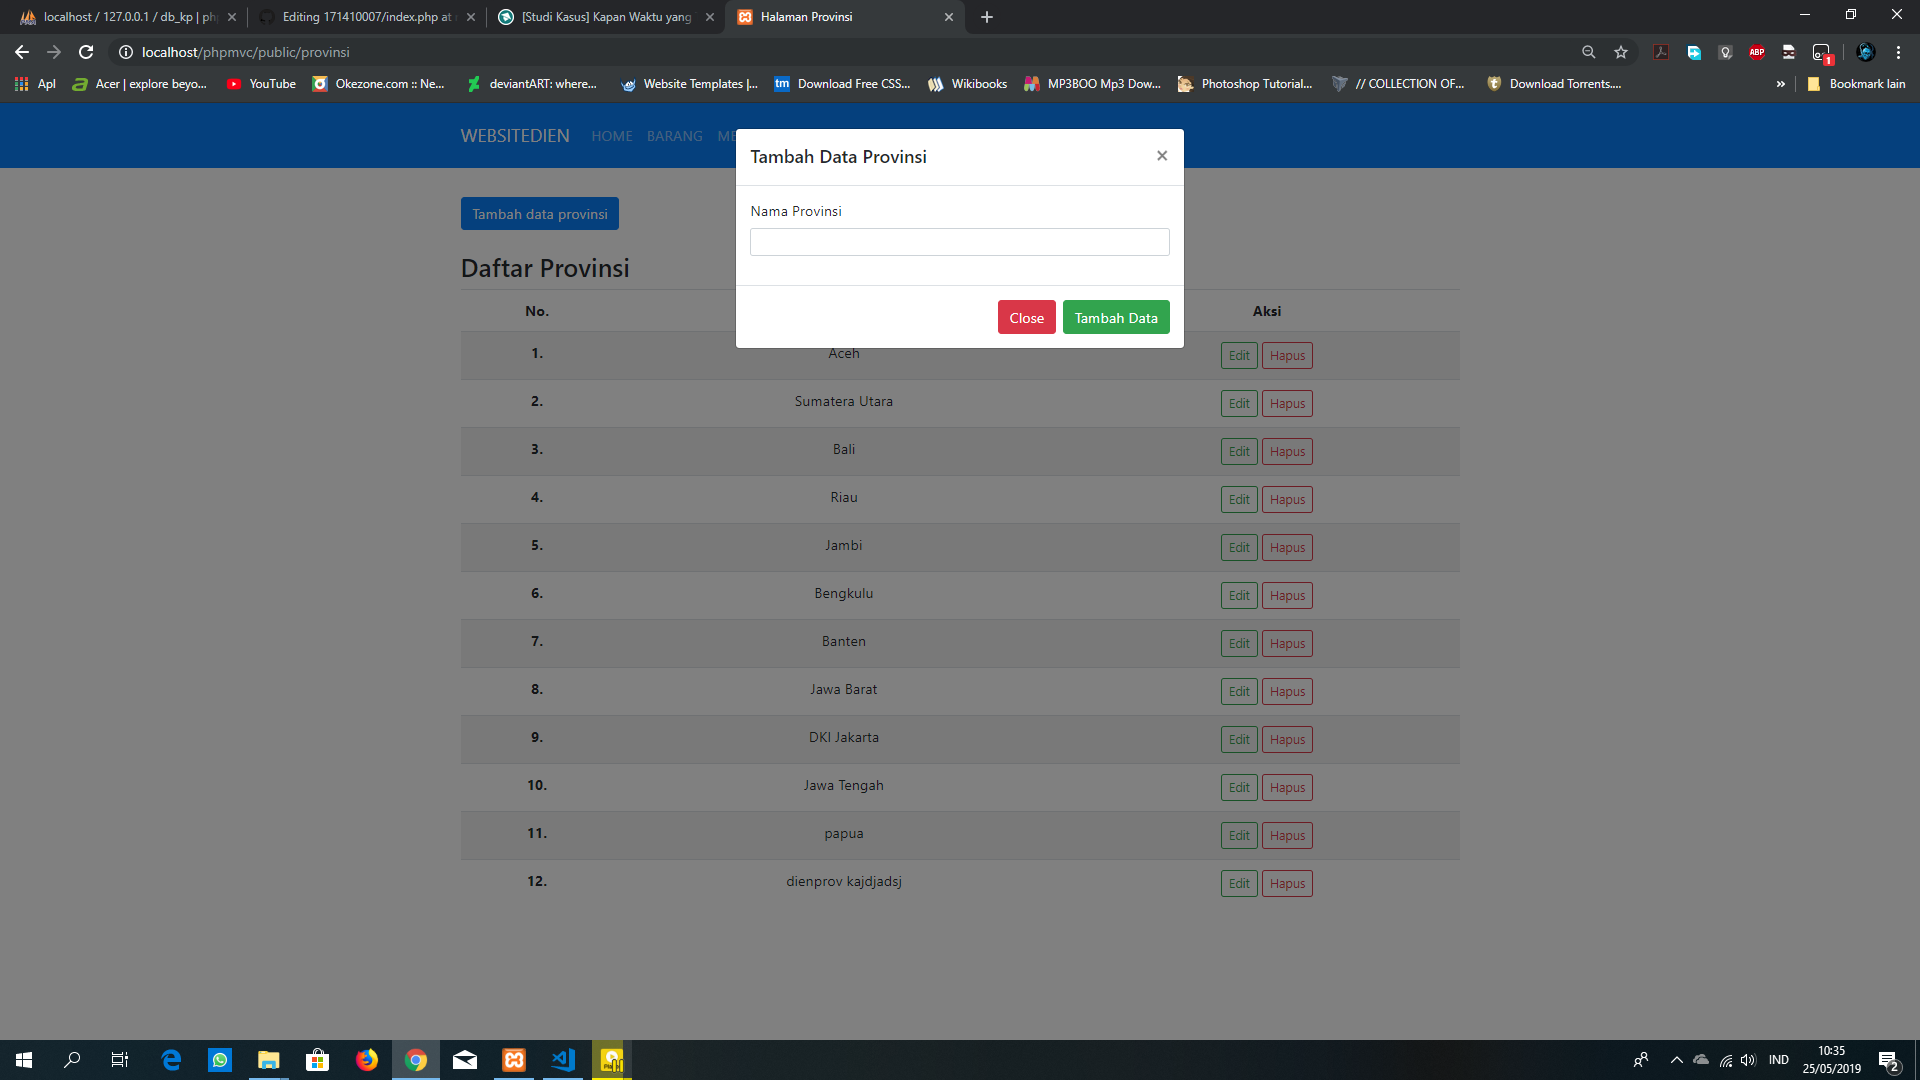 localhost / 127.0.0.1 / db_kp | ph
Editing 171410007/index.php at
[Studi Kasus] Kapan Waktu yang
Halaman Provinsi
localhost/phpmvc/public/provinsi
ABP
1
Apl
Acer | explore beyo...
YouTube
Okezone.com :: Ne...
deviantART: where...
Website Templates |...
tm
Download Free CSS...
Wikibooks
MP3BOO Mp3 Dow...
Photoshop Tutorial...
// COLLECTION OF...
Download Torrents....
»
Bookmark lain
WEBSITEDIEN
HOME
BARANG
Tambah Data Provinsi
×
Nama Provinsi
Close
Tambah Data
Tambah data provinsi
Daftar Provinsi
No.
Aksi
1. Aceh Edit Hapus
2. Sumatera Utara Edit Hapus
3. Bali Edit Hapus
4. Riau Edit Hapus
5. Jambi Edit Hapus
6. Bengkulu Edit Hapus
7. Banten Edit Hapus
8. Jawa Barat Edit Hapus
9. DKI Jakarta Edit Hapus
10. Jawa Tengah Edit Hapus
11. papua Edit Hapus
12. dienprov kajdjadsj Edit Hapus
IND
10:35
25/05/2019
2